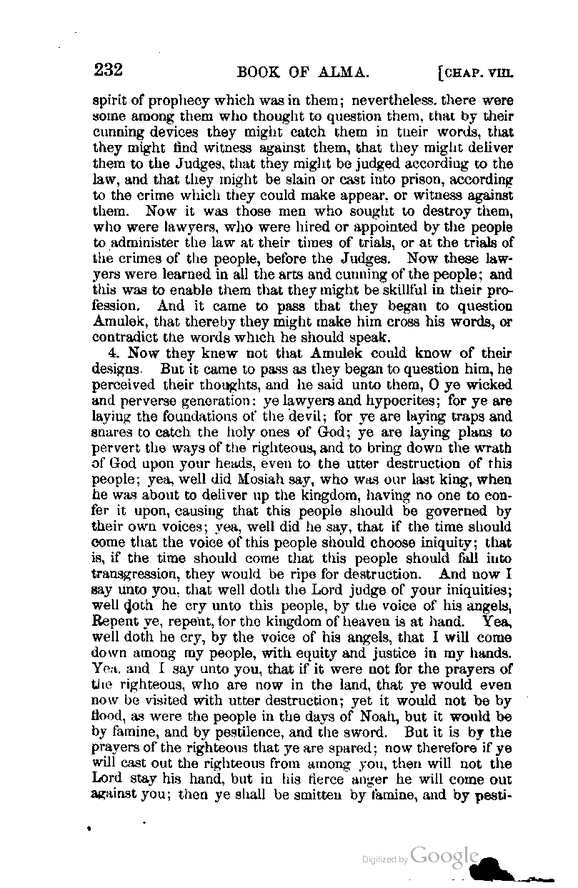 232 BOOK OF ALMA. [CHAP. VIII.
spirit of prophecy which was in them; nevertheless. there were
some among them who thought to question them, that by their
cunning devices they might catch them in their words, that
they might find witness against them, that they might deliver
them to the Judges, that they might be judged according to the
law, and that they might be slain or cast into prison, according
to the crime which they could make appear. or witness against
them. Now it was those men who sought to destroy them,
who were lawyers, who were hired or appointed by the people
to administer the law at their times of trials, or at the trials of
the crimes of the people, before the Judges. Now these law-
yers were learned in all the arts and cunning of the people; and
this was to enable them that they might be skillful in their pro-
fession. And it came to pass that they began to question
Amulek, that thereby they might make him cross his words, or
contradict the words which he should speak.
4. Now they knew not that Amulek could know of their
designs. But it came to pass as they began to question him, he
perceived their thoughts, and he said unto them, O ye wicked
and perverse generation: ye lawyers and hypocrites; for ye are
laying the foundations of the devil; for ye are laying traps and
snares to catch the holy ones of God; ye are laying plans to
pervert the ways of the righteous, and to bring down the wrath
of God upon your heads, even to the utter destruction of this
people; yea, well did Mosiah say, who was our last king, when
he was about to deliver up the kingdom, having no one to con-
fer it upon, causing that this people should be governed by
their own voices; yea, well did he say, that if the time should
come that the voice of this people should choose iniquity; that
is, if the time should come that this people should fall into
transgression, they would be ripe for destruction. And now I
say unto you, that well doth the Lord judge of your iniquities;
well doth he cry unto this people, by the voice of his angels,
Repent ye, repent, for the kingdom of heaven is at hand. Yea,
well doth he cry, by the voice of his angels, that I will come
down among my people, with equity and justice in my hands.
Yea. and I say unto you, that if it were not for the prayers of
the righteous, who are now in the land, that ye would even
now be visited with utter destruction; yet it would not be by
flood, as were the people in the days of Noah, but it would be
by famine, and by pestilence, and the sword. But it is by the
prayers of the righteous that ye are spared; now therefore if ye
will cast out the righteous from among you, then will not the
Lord stay his hand, but in his fierce anger he will come out
against you; then ye shall be smitten by famine, and by pesti-
Digitized by Google